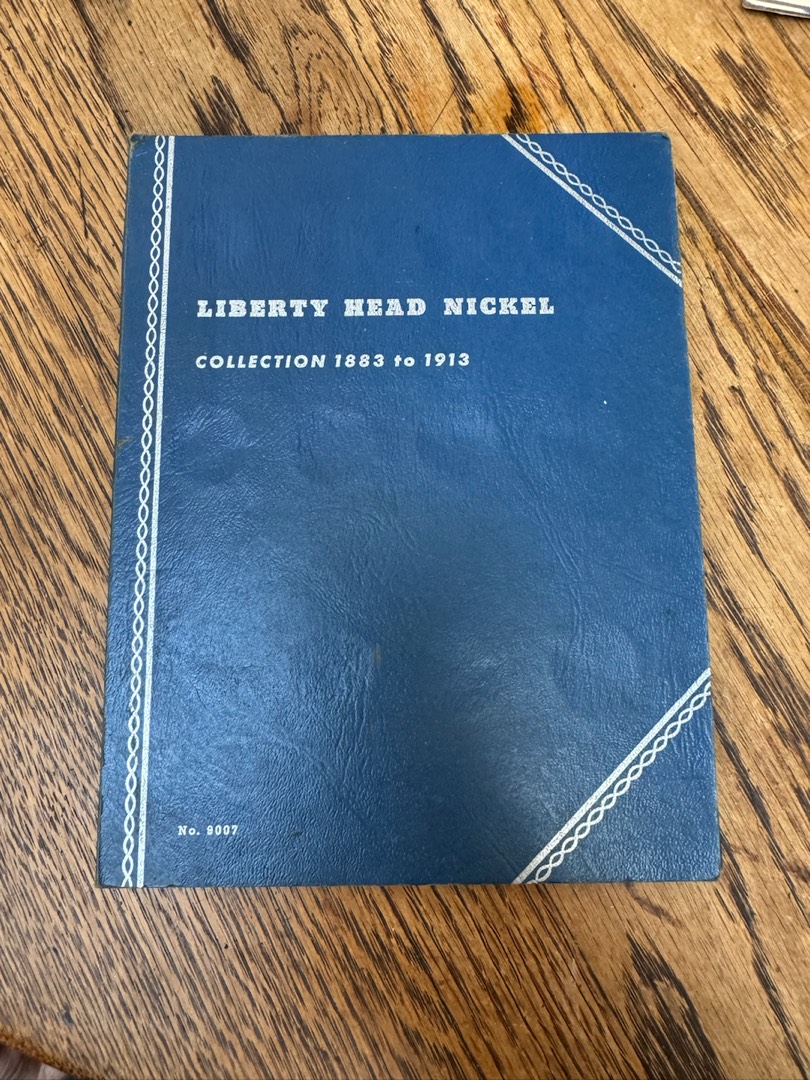 LIBERTY HEAD NICKEL
COLLECTION 1883 to 1913
No. 9007